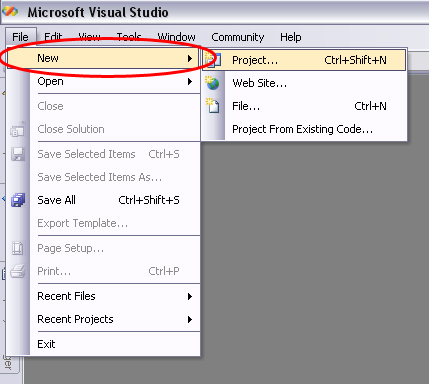 Microsoft Visual Studio
File Edit View Tools Window Community Help
New
Project... Ctrl+Shift+N
Open
Web Site...
Close
File... Ctrl+N
Close Solution
Project From Existing Code...
Save Selected Items Ctrl+S
Save Selected Items As...
Save All Ctrl+Shift+S
Export Template...
Page Setup...
Print... Ctrl+P
Recent Files
Recent Projects
Exit